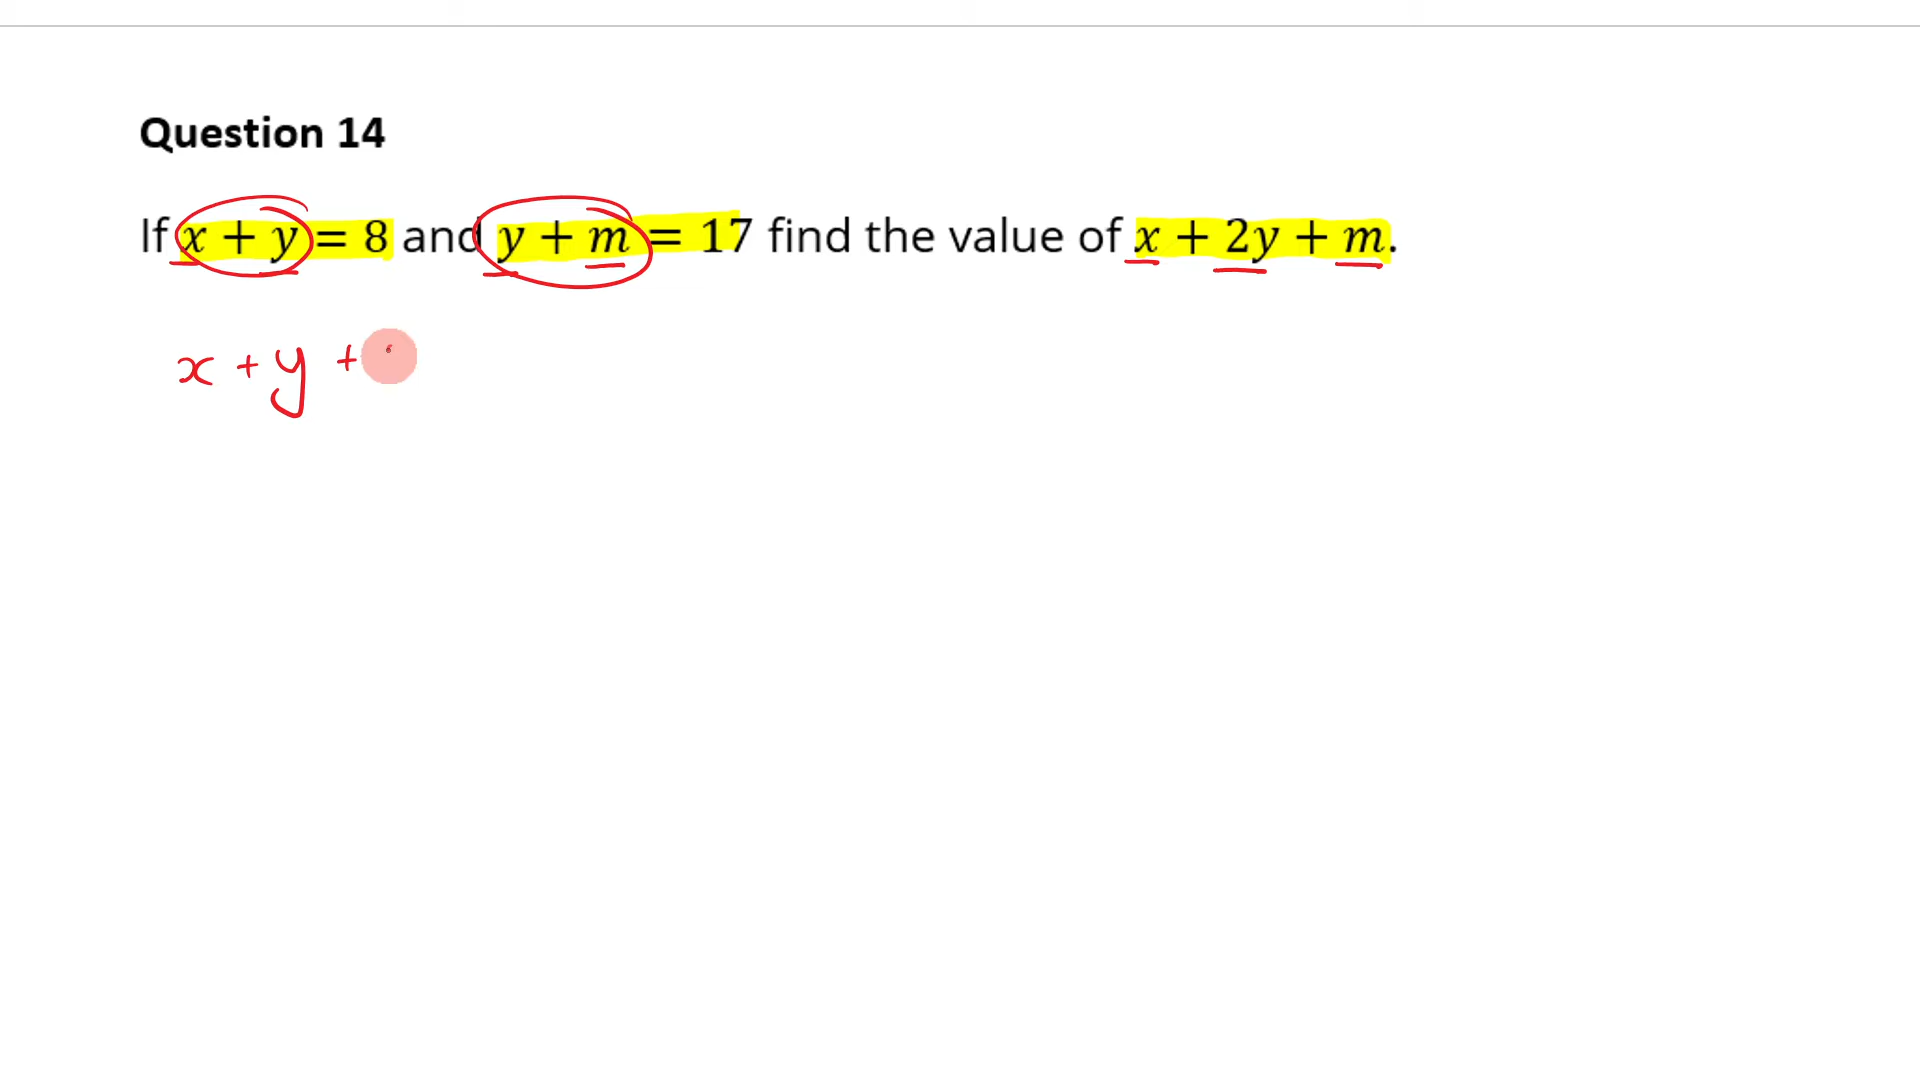 Question 14
If x + y = 8 and y + m = 17 find the value of x + 2y + m.
x + y +